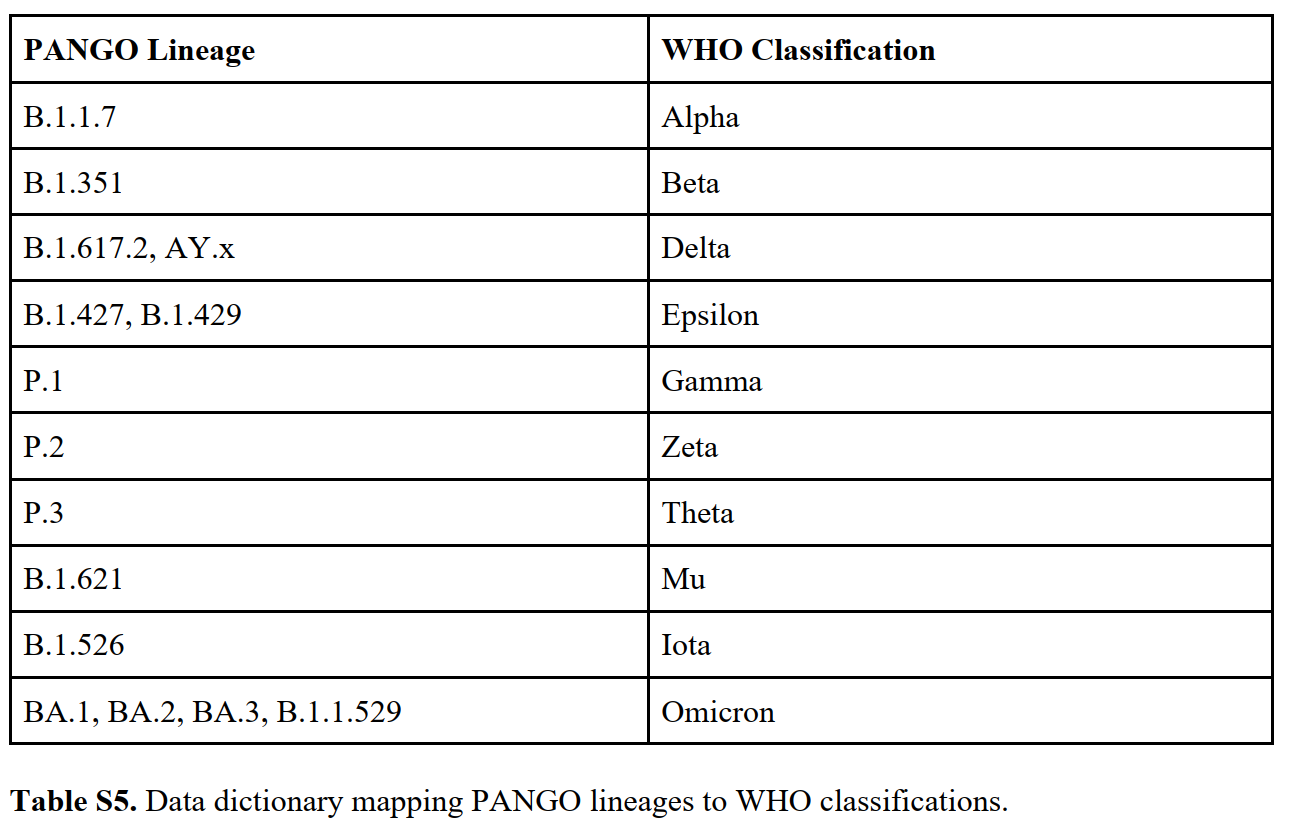 PANGO Lineage WHO Classification
B.1.1.7 Alpha
B.1.351 Beta
B.1.617.2, AY.x Delta
B.1.427, B.1.429 Epsilon
P.1 Gamma
P.2 Zeta
P.3 Theta
B.1.621 Mu
B.1.526 Iota
BA.1, BA.2, BA.3, B.1.1.529 Omicron
Table S5. Data dictionary mapping PANGO lineages to WHO classifications.